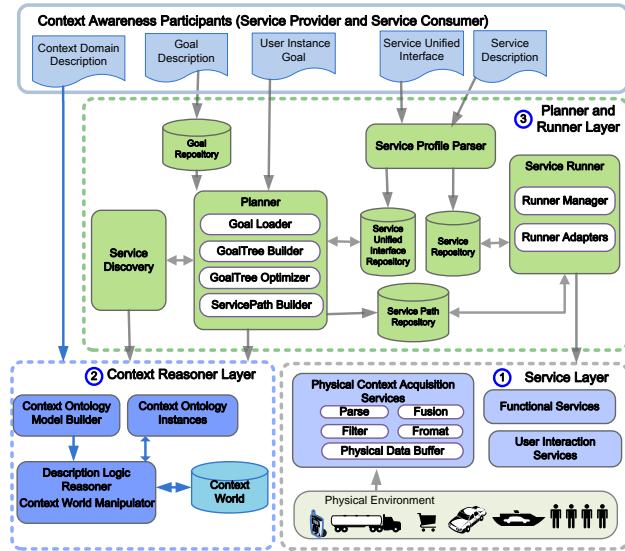 Context Awareness Participants (Service Provider and Service Consumer)
Context Domain
Description
Goal
Description
User Instance
Goal
Service Unified
Interface
Service
Description
3 Planner and
Runner Layer
Goal
Repository
Service Profile Parser
Service Runner
Runner Manager
Runner Adapters
Planner
Goal Loader
GoalTree Builder
GoalTree Optimizer
ServicePath Builder
Service
Discovery
Service
Unified
Interface
Repository
Service
Repository
Service Path
Repository
2 Context Reasoner Layer
Context Ontology
Model Builder
Context Ontology
Instances
Description Logic
Reasoner
Context World Manipulator
Context
World
1 Service Layer
Physical Context Acquisition
Services
Parse
Fusion
Filter
Fromat
Physical Data Buffer
Functional Services
User Interaction
Services
Physical Environment